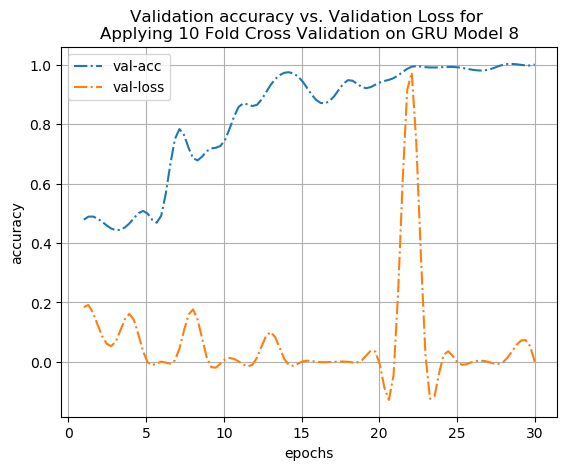 Validation accuracy vs. Validation Loss for
Applying 10 Fold Cross Validation on GRU Model 8
val-acc
val-loss
accuracy
1.0
0.8
0.6
0.4
0.2
0.0
0 5 10 15 20 25 30
epochs